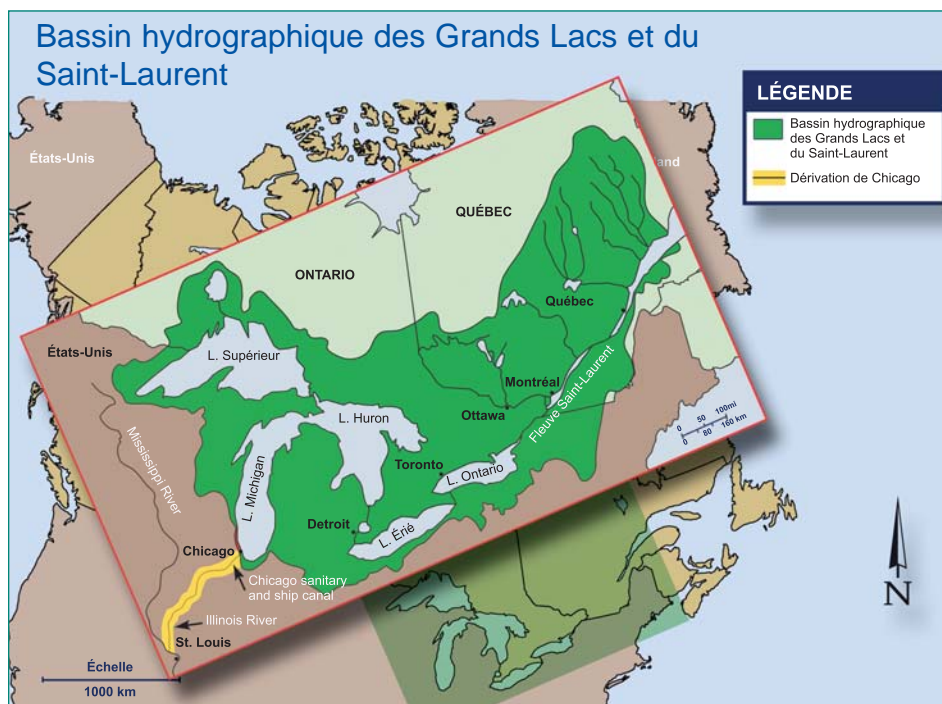 Bassin hydrographique des Grands Lacs et du
Saint-Laurent
LÉGENDE
Bassin hydrographique
des Grands Lacs et
du Saint-Laurent
Dérivation de Chicago
États-Unis
land
QUÉBEC
ONTARIO
Québec
États-Unis
L. Supérieur
Montréal
Fleuve Saint-Laurent
Ottawa
L. Huron
0 50 100mi
0 80 160 km
Mississippi River
Toronto
L. Ontario
L. Michigan
Detroit
L. Érié
Chicago
Chicago sanitary
and ship canal
Illinois River
St. Louis
N
Échelle
1000 km